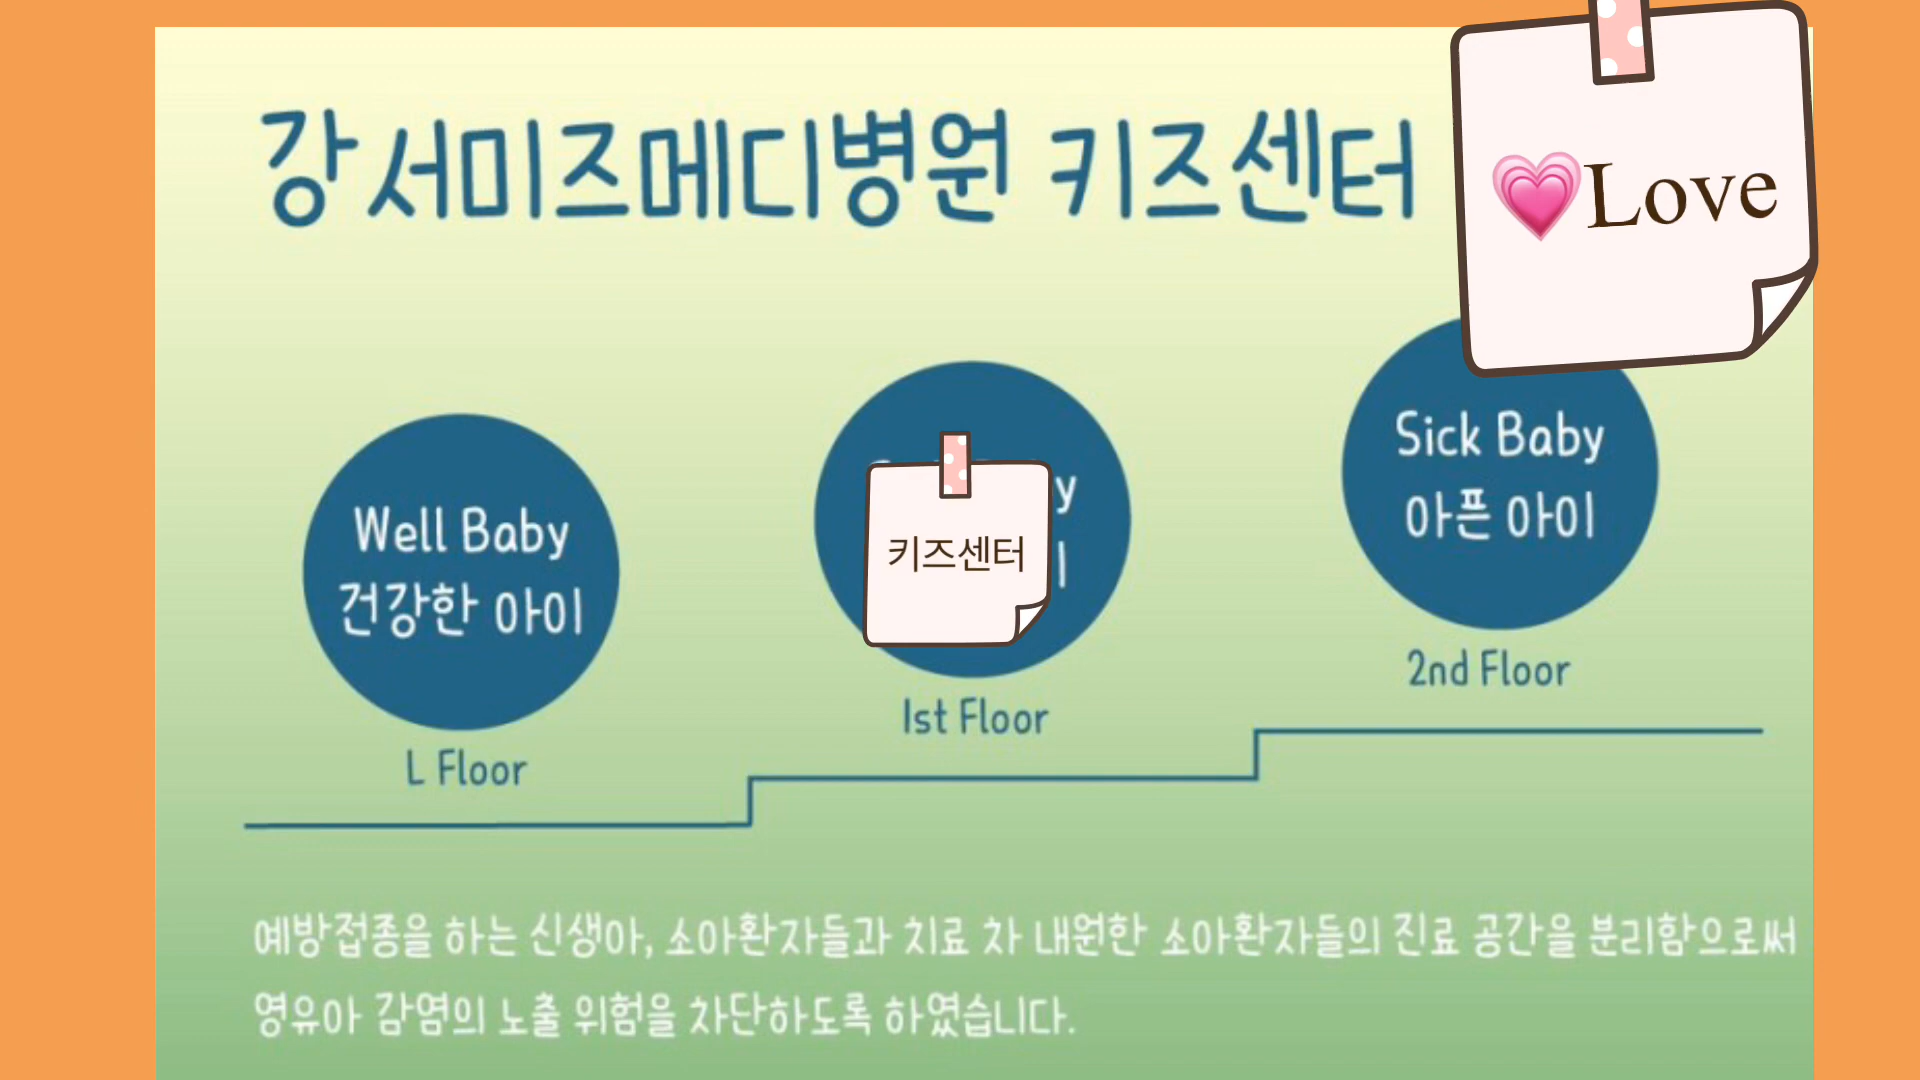 강서미즈메디병원 키즈센터
💗Love
Well Baby
건강한 아이
L Floor
키즈센터
1st Floor
Sick Baby
아픈 아이
2nd Floor
예방접종을 하는 신생아, 소아환자들과 치료 차 내원한 소아환자들의 진료 공간을 분리함으로써
영유아 감염의 노출 위험을 차단하도록 하였습니다.